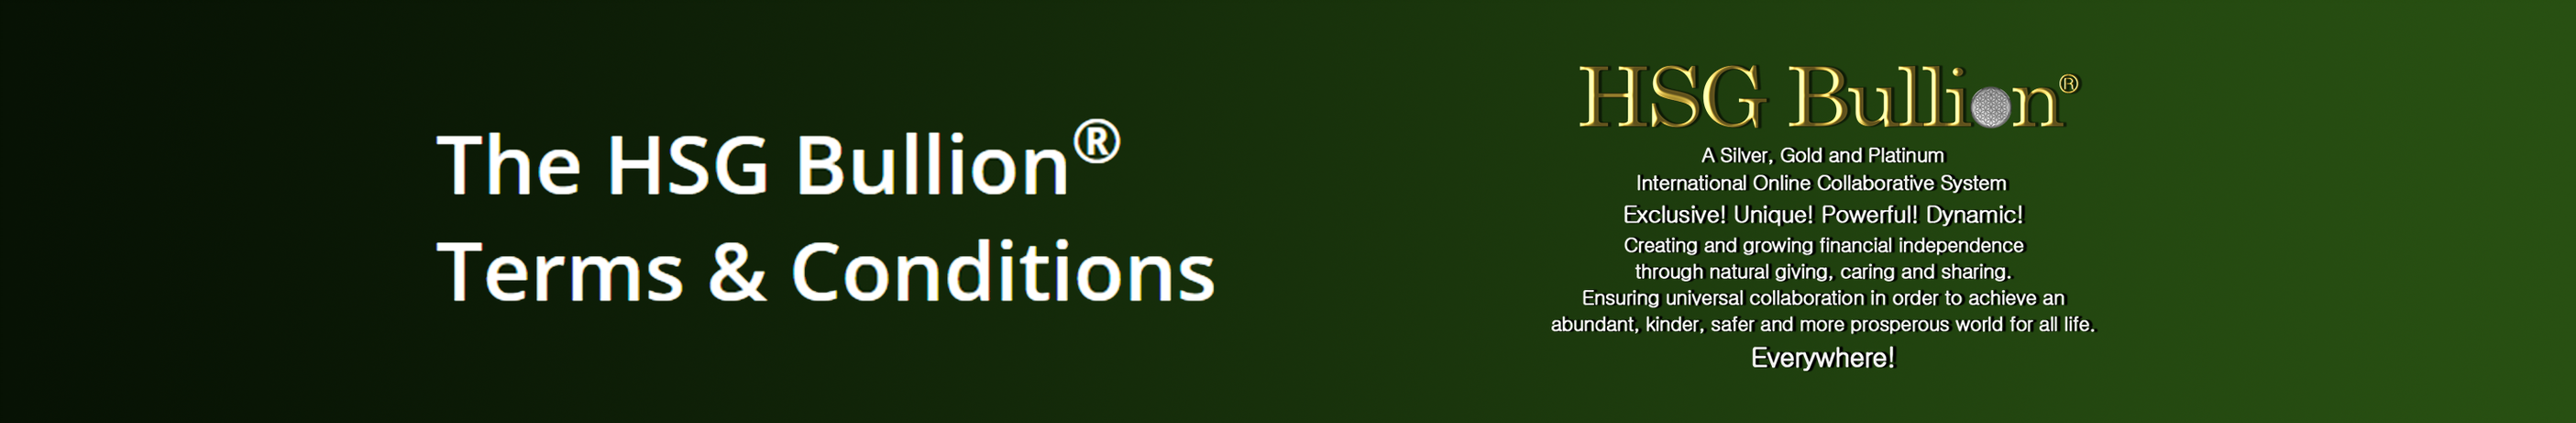 The HSG Bullion®
Terms & Conditions
HSG Bullion®
A Silver, Gold and Platinum
International Online Collaborative System
Exclusive! Unique! Powerful! Dynamic!
Creating and growing financial independence
through natural giving, caring and sharing.
Ensuring universal collaboration in order to achieve an
abundant, kinder, safer and more prosperous world for all life.
Everywhere!